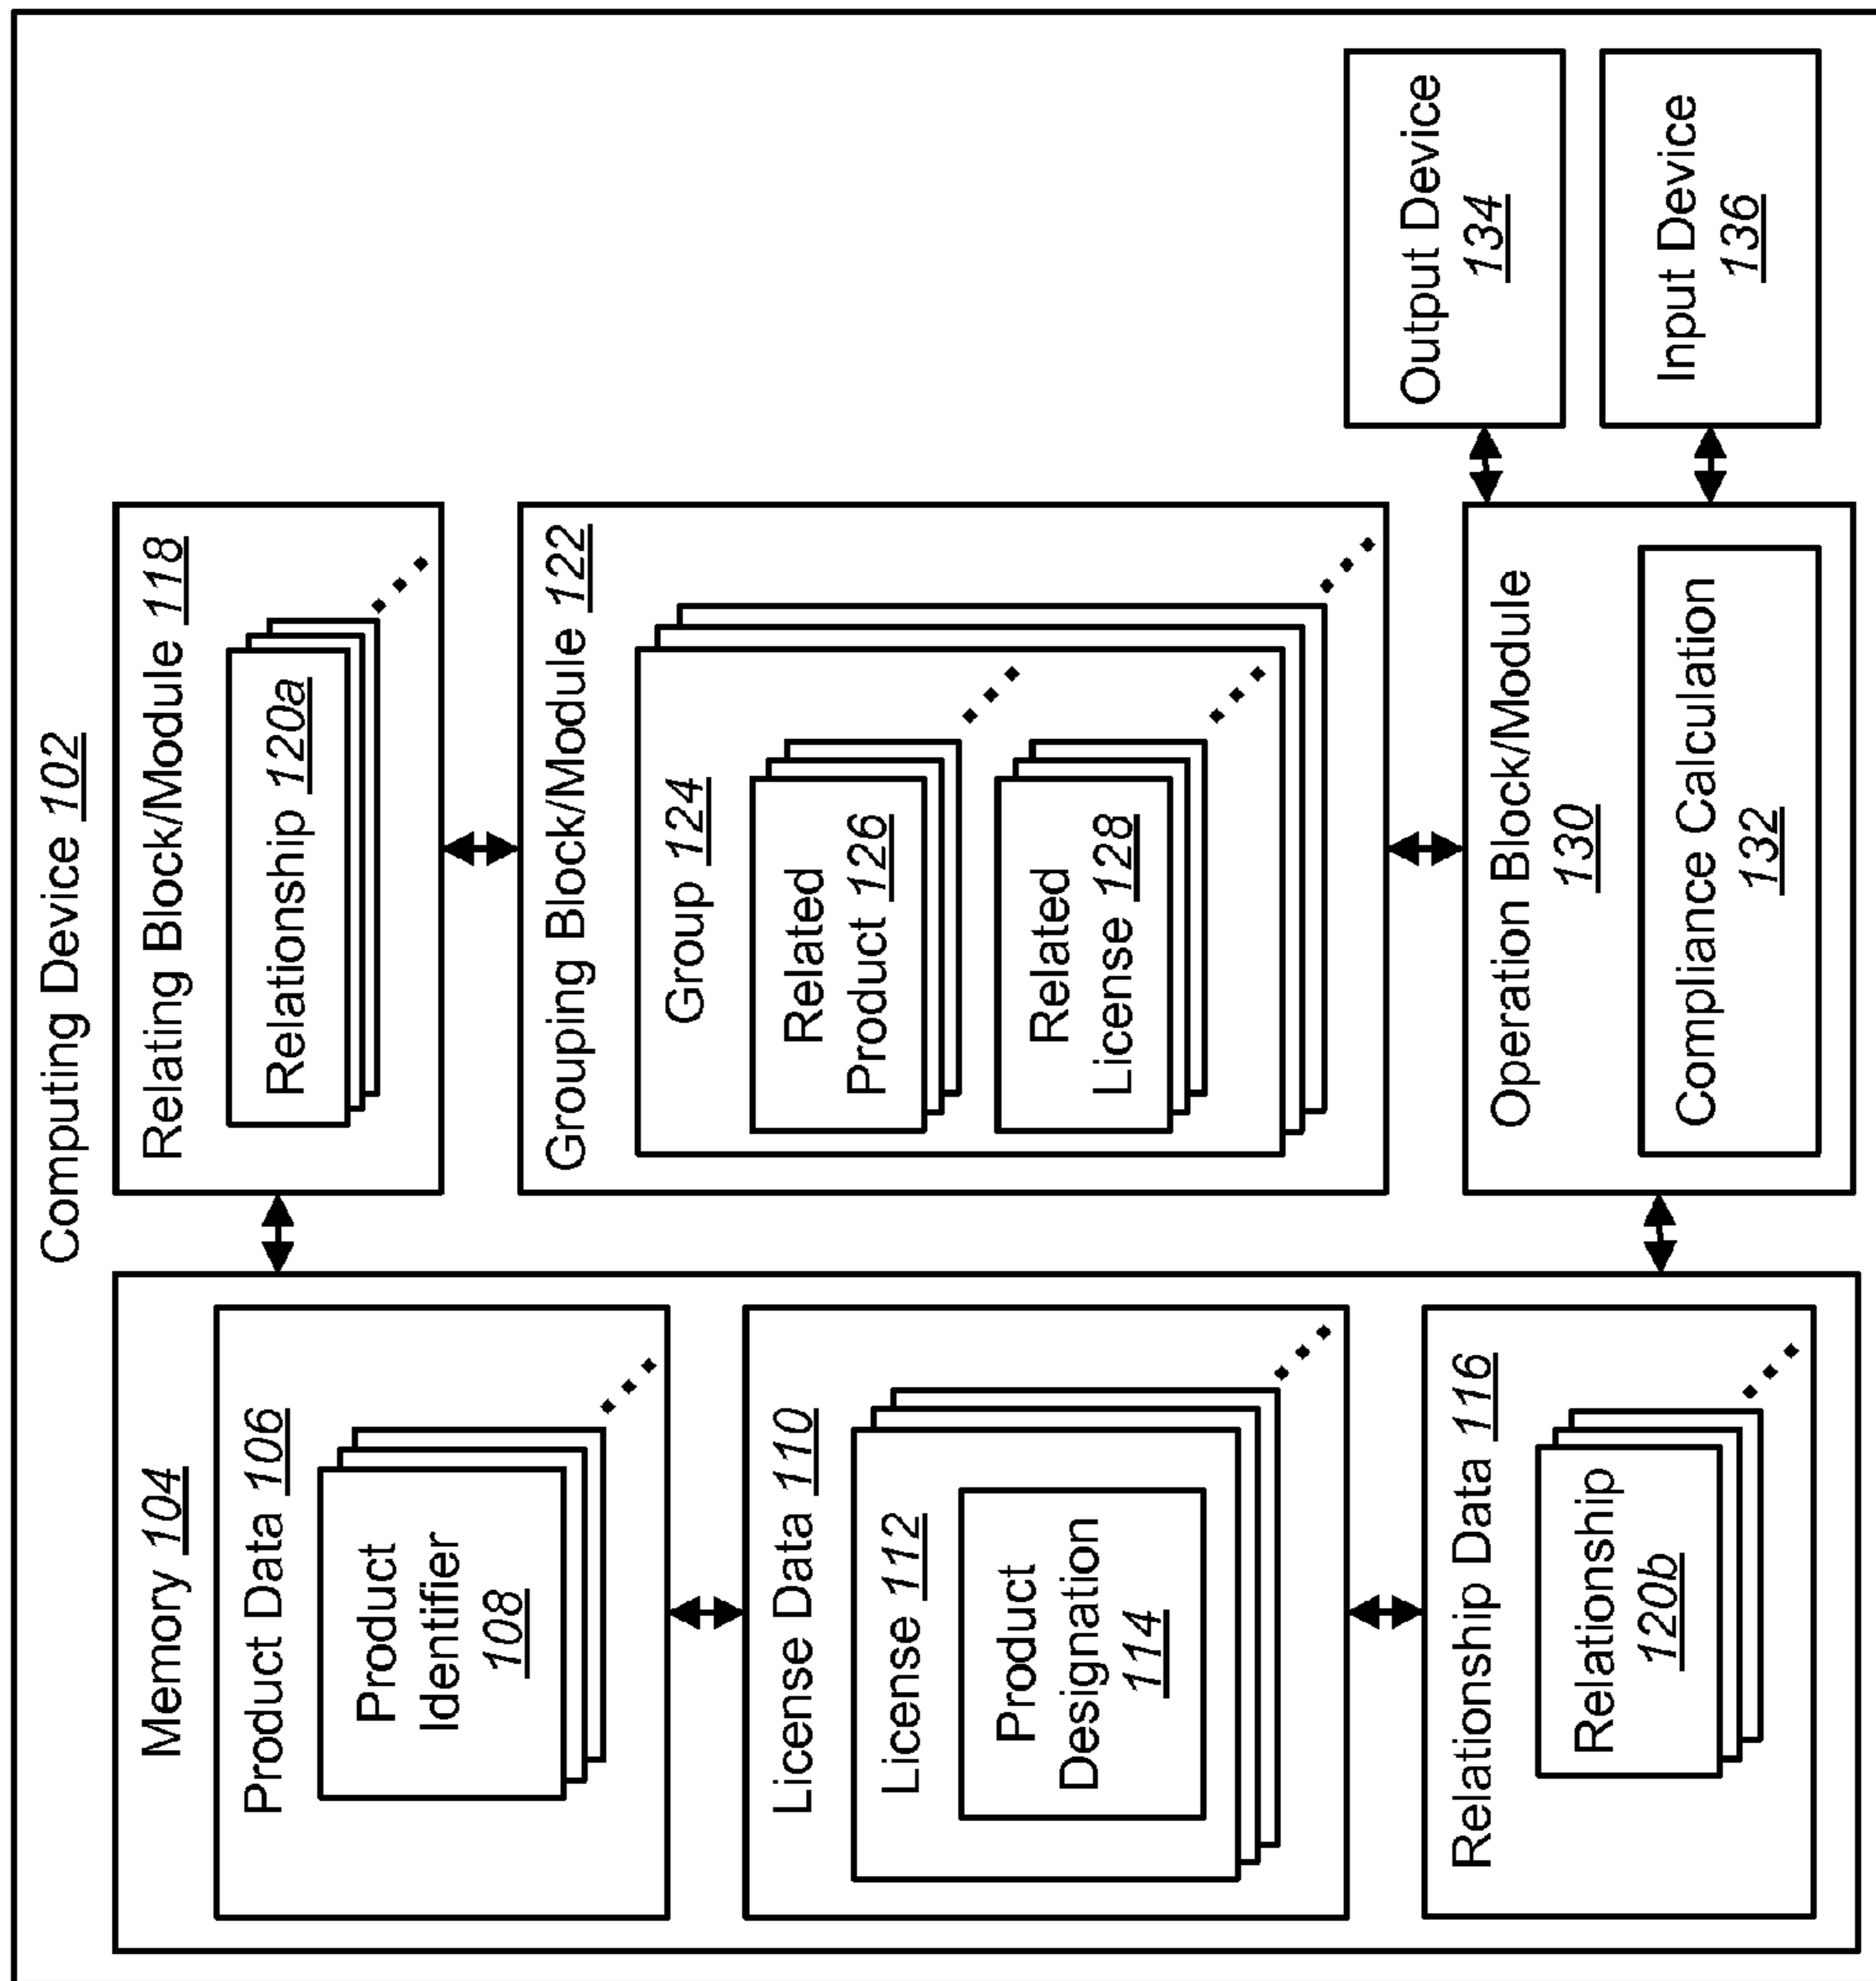 Computing Device 102
Memory 104
Product Data 106
Product
Identifier
108
License Data 110
License 112
Product
Designation
114
Relationship Data 116
Relationship
120b
Relating Block/Module 118
Relationship 120a
Grouping Block/Module 122
Group 124
Related
Product 126
Related
License 128
Operation Block/Module
130
Compliance Calculation
132
Output Device
134
Input Device
136